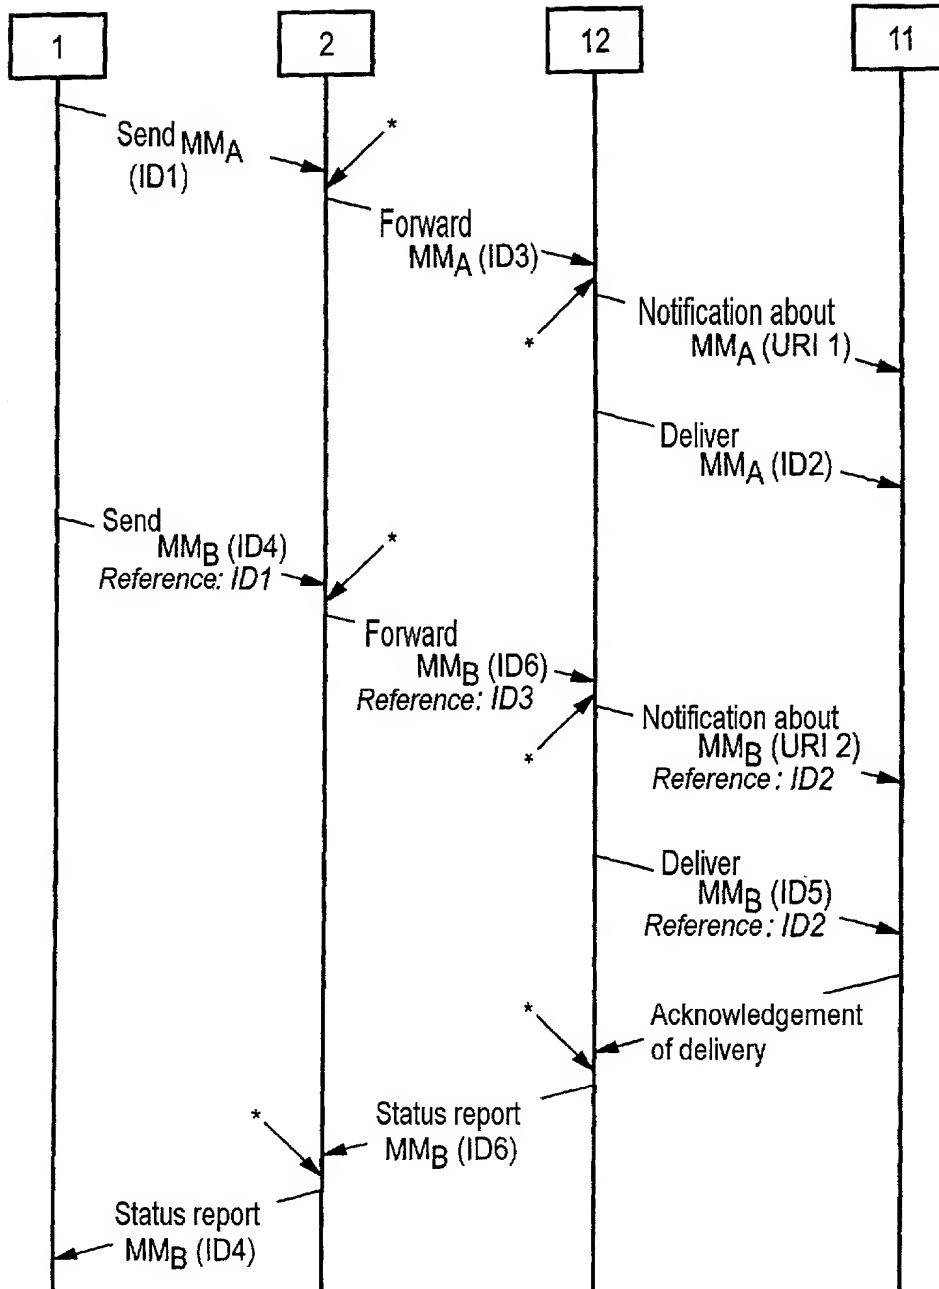 1
2
12
11
Send MMA
(ID1)
*
Forward
MMA (ID3)
*
Notification about
MMA (URI 1)
Deliver
MMA (ID2)
Send
MMB (ID4)
Reference: ID1
*
Forward
MMB (ID6)
Reference: ID3
*
Notification about
MMB (URI 2)
Reference: ID2
Deliver
MMB (ID5)
Reference: ID2
Acknowledgement
of delivery
*
Status report
MMB (ID6)
*
Status report
MMB (ID4)